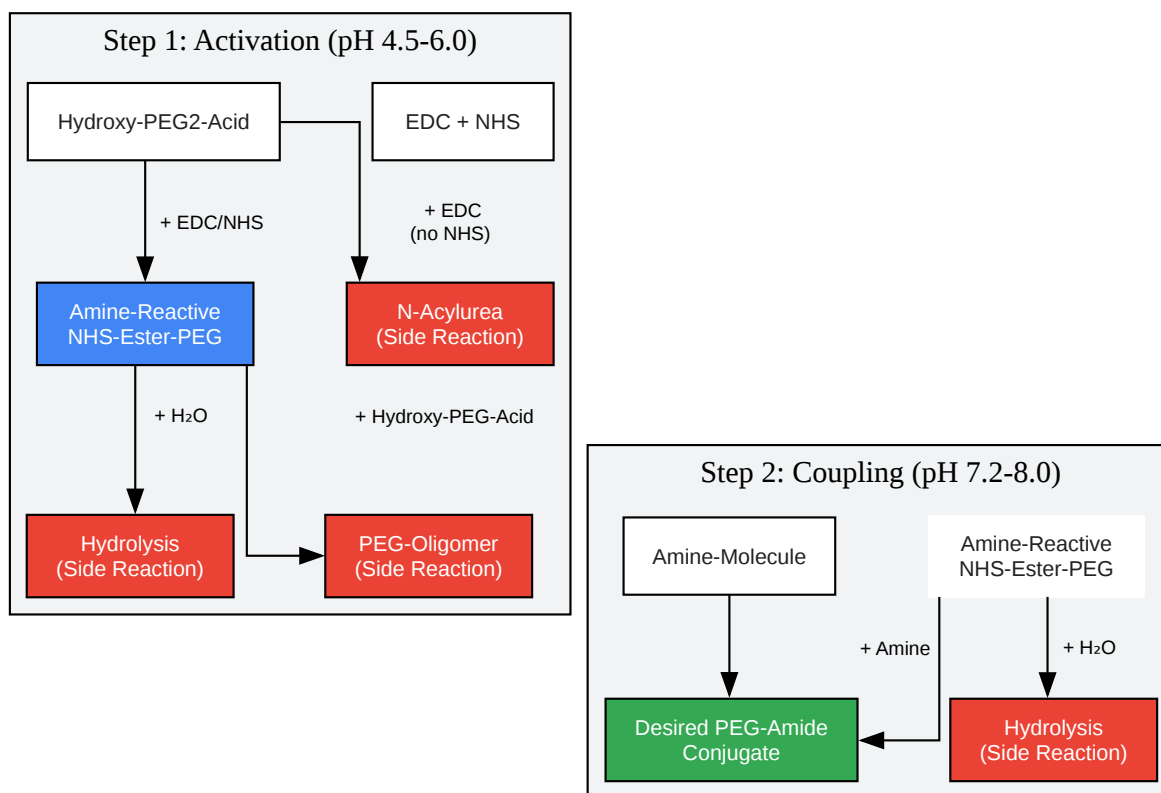 Step 1: Activation (pH 4.5-6.0)
Hydroxy-PEG2-Acid
EDC + NHS
+ EDC/NHS
+ EDC
(no NHS)
Amine-Reactive
NHS-Ester-PEG
N-Acylurea
(Side Reaction)
+ H₂O
+ Hydroxy-PEG-Acid
Hydrolysis
(Side Reaction)
PEG-Oligomer
(Side Reaction)
Step 2: Coupling (pH 7.2-8.0)
Amine-Molecule
Amine-Reactive
NHS-Ester-PEG
+ Amine
+ H₂O
Desired PEG-Amide
Conjugate
Hydrolysis
(Side Reaction)